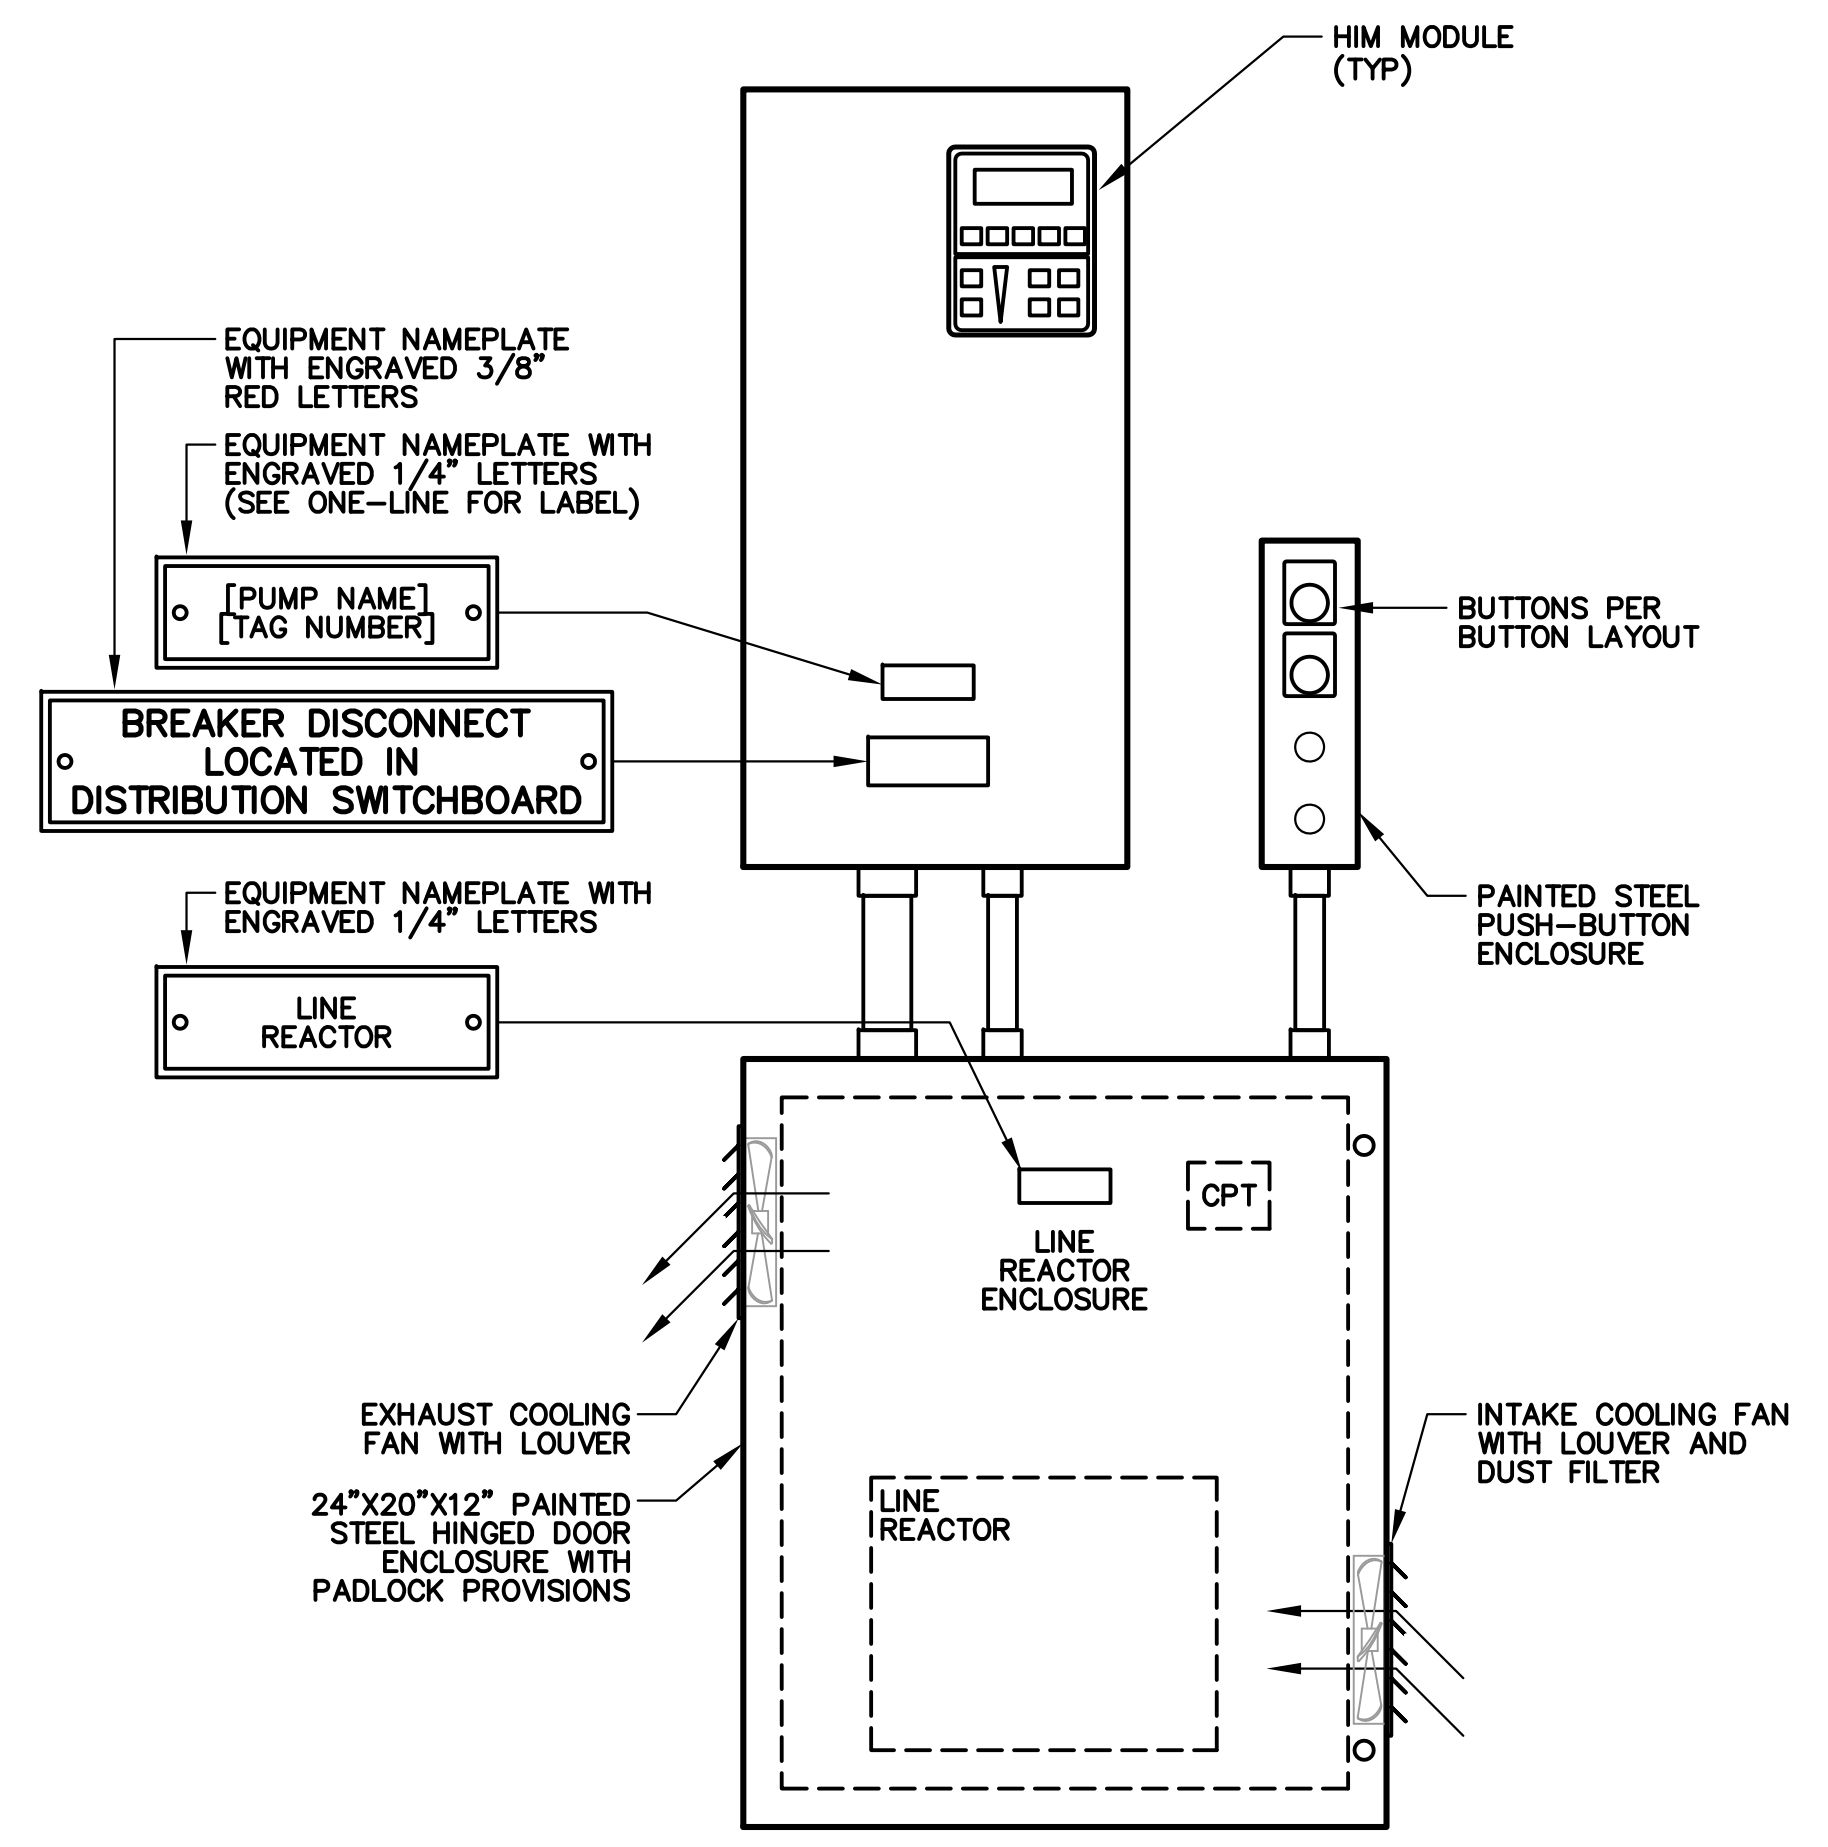 HIM MODULE
(TYP)
EQUIPMENT NAMEPLATE
WITH ENGRAVED 3/8"
RED LETTERS
EQUIPMENT NAMEPLATE WITH
ENGRAVED 1/4" LETTERS
(SEE ONE-LINE FOR LABEL)
[PUMP NAME]
[TAG NUMBER]
BUTTONS PER
BUTTON LAYOUT
BREAKER DISCONNECT
LOCATED IN
DISTRIBUTION SWITCHBOARD
EQUIPMENT NAMEPLATE WITH
ENGRAVED 1/4" LETTERS
PAINTED STEEL
PUSH-BUTTON
ENCLOSURE
LINE
REACTOR
CPT
LINE
REACTOR
ENCLOSURE
EXHAUST COOLING
FAN WITH LOUVER
INTAKE COOLING FAN
WITH LOUVER AND
DUST FILTER
24"X20"X12" PAINTED
STEEL HINGED DOOR
ENCLOSURE WITH
PADLOCK PROVISIONS
LINE
REACTOR